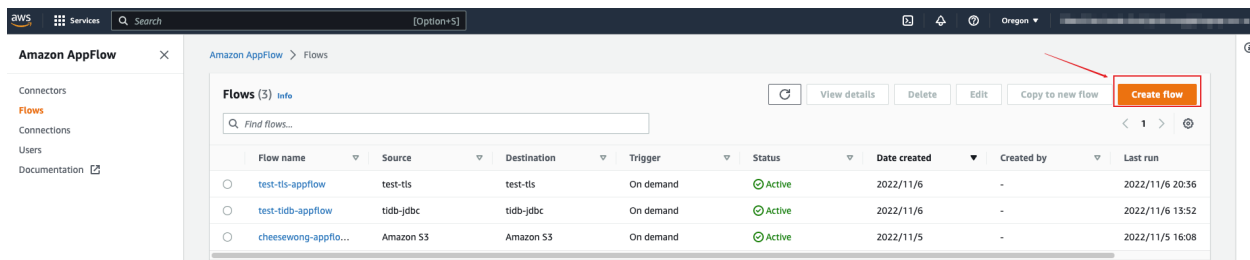 aws Services Search [Option+S] Oregon
Amazon AppFlow
Connectors
Flows
Connections
Users
Documentation
Amazon AppFlow > Flows
Flows (3) Info
View details Delete Edit Copy to new flow Create flow
Find flows...
< 1 >
Flow name Source Destination Trigger Status Date created Created by Last run
test-tls-appflow test-tls test-tls On demand Active 2022/11/6 - 2022/11/6 20:36
test-tidb-appflow tidb-jdbc tidb-jdbc On demand Active 2022/11/6 - 2022/11/6 13:52
cheesewong-appflo... Amazon S3 Amazon S3 On demand Active 2022/11/5 - 2022/11/5 16:08